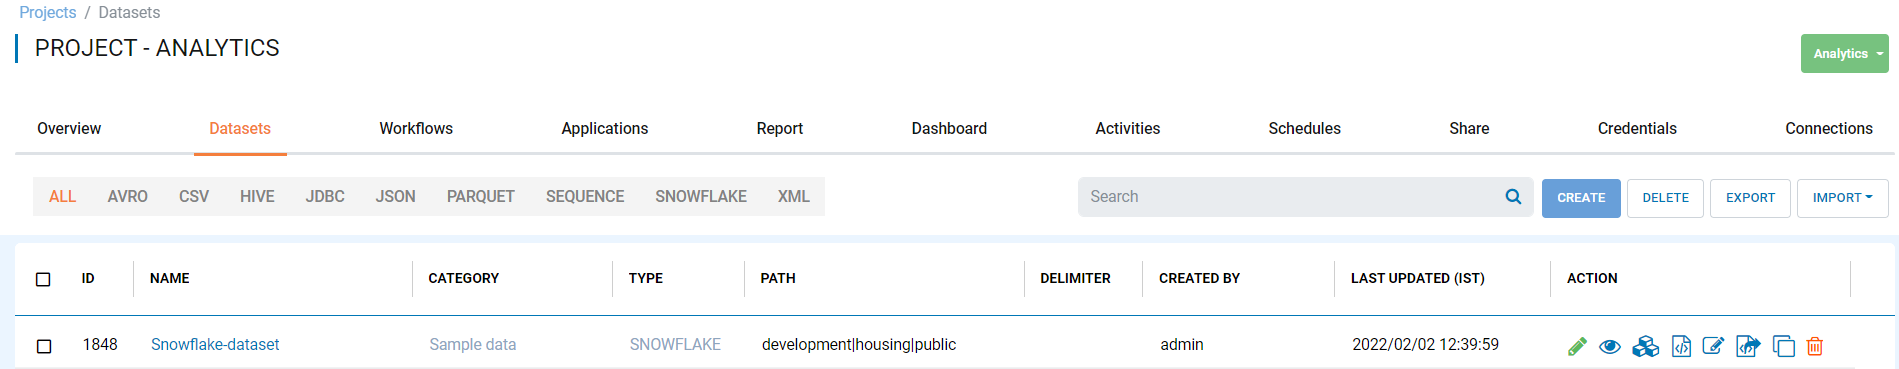 Projects / Datasets
PROJECT - ANALYTICS
Analytics
Overview Datasets Workflows Applications Report Dashboard Activities Schedules Share Credentials Connections
ALL AVRO CSV HIVE JDBC JSON PARQUET SEQUENCE SNOWFLAKE XML Search CREATE DELETE EXPORT IMPORT
ID NAME CATEGORY TYPE PATH DELIMITER CREATED BY LAST UPDATED (IST) ACTION
1848 Snowflake-dataset Sample data SNOWFLAKE development|housing|public admin 2022/02/02 12:39:59